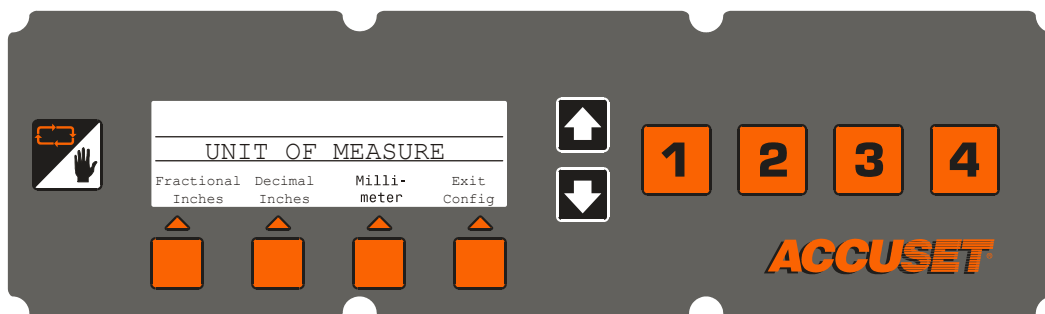 UNIT OF MEASURE
Fractional Decimal Milli- Exit
Inches Inches meter Config
1 2 3 4
ACCUSET®